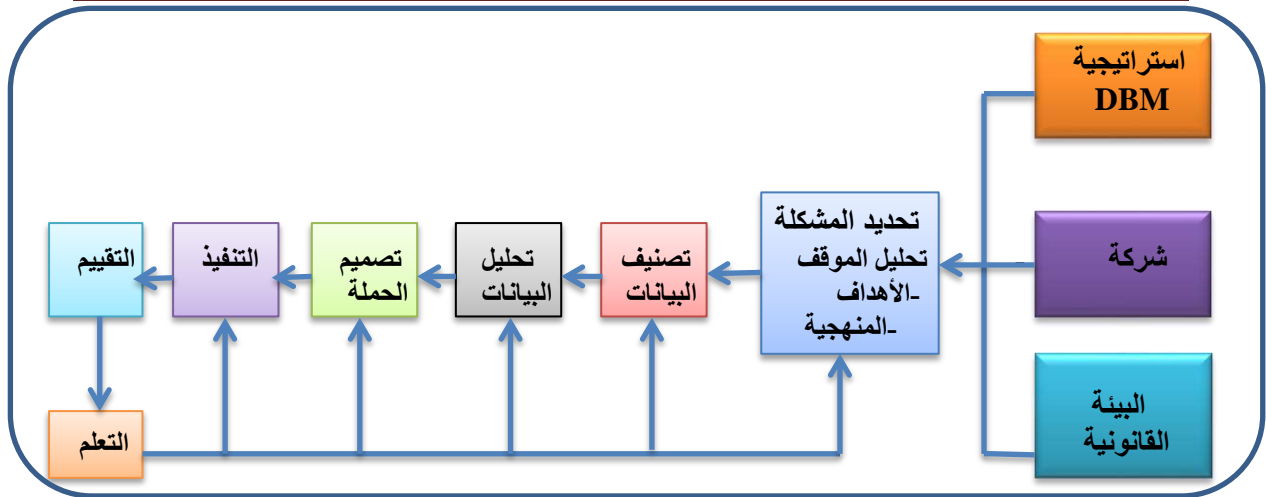 استراتيجية
DBM
شركة
البيئة
القانونية
تحديد المشكلة
تحليل الموقف
-الأهداف
-المنهجية
تصنيف
البيانات
تحليل
البيانات
تصميم
الحملة
التنفيذ
التقييم
التعلم